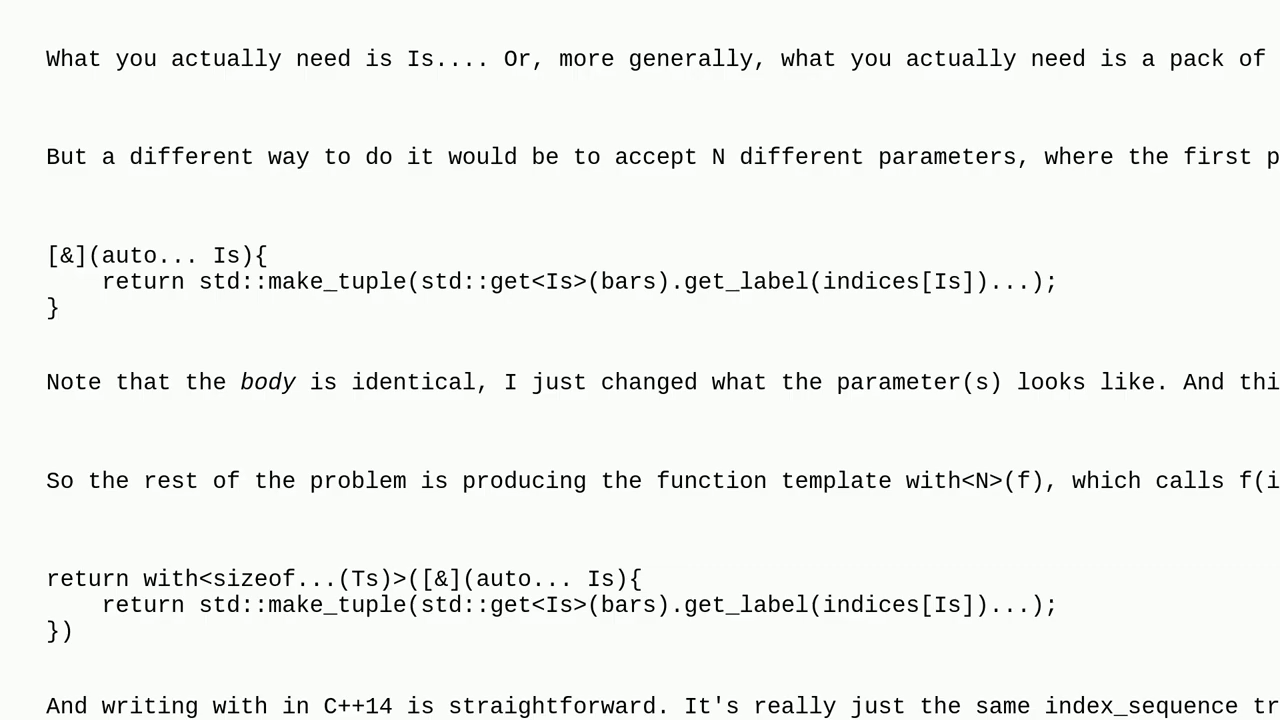 What you actually need is Is.... Or, more generally, what you actually need is a pack of
But a different way to do it would be to accept N different parameters, where the first p
[&](auto... Is){
    return std::make_tuple(std::get<Is>(bars).get_label(indices[Is])...);
}
Note that the body is identical, I just changed what the parameter(s) looks like. And thi
So the rest of the problem is producing the function template with<N>(f), which calls f(i
return with<sizeof...(Ts)>([&](auto... Is){
    return std::make_tuple(std::get<Is>(bars).get_label(indices[Is])...);
})
And writing with in C++14 is straightforward. It's really just the same index_sequence tr